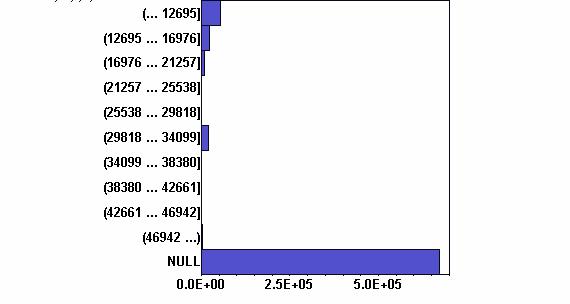 (... 12695]
(12695 ... 16976]
(16976 ... 21257]
(21257 ... 25538]
(25538 ... 29818]
(29818 ... 34099]
(34099 ... 38380]
(38380 ... 42661]
(42661 ... 46942]
(46942 ...)
NULL
0.0E+00 2.5E+05 5.0E+05